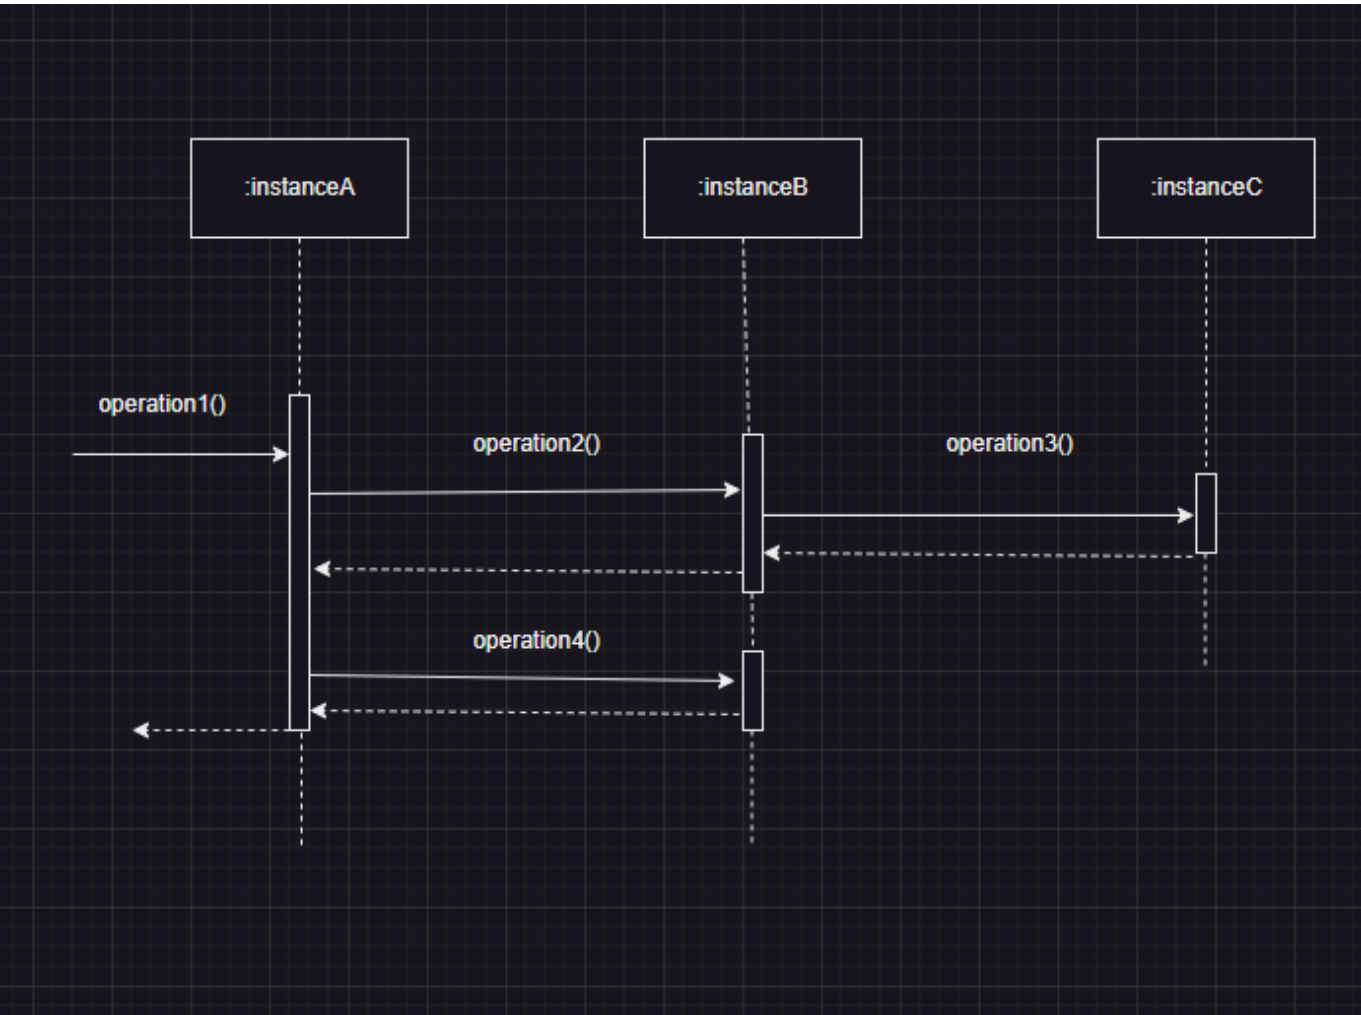 :instanceA
:instanceB
:instanceC
operation1()
operation2()
operation3()
operation4()